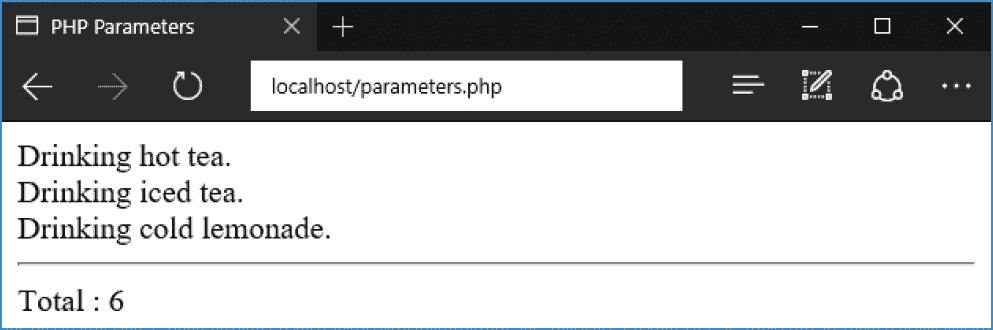 PHP Parameters
localhost/parameters.php
Drinking hot tea.
Drinking iced tea.
Drinking cold lemonade.
Total : 6